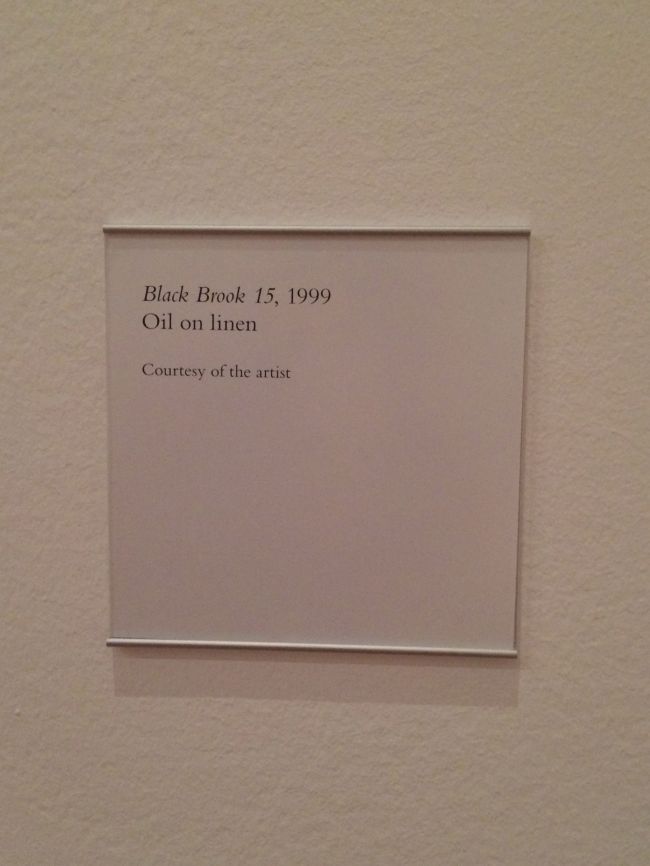 Black Brook 15, 1999
Oil on linen
Courtesy of the artist